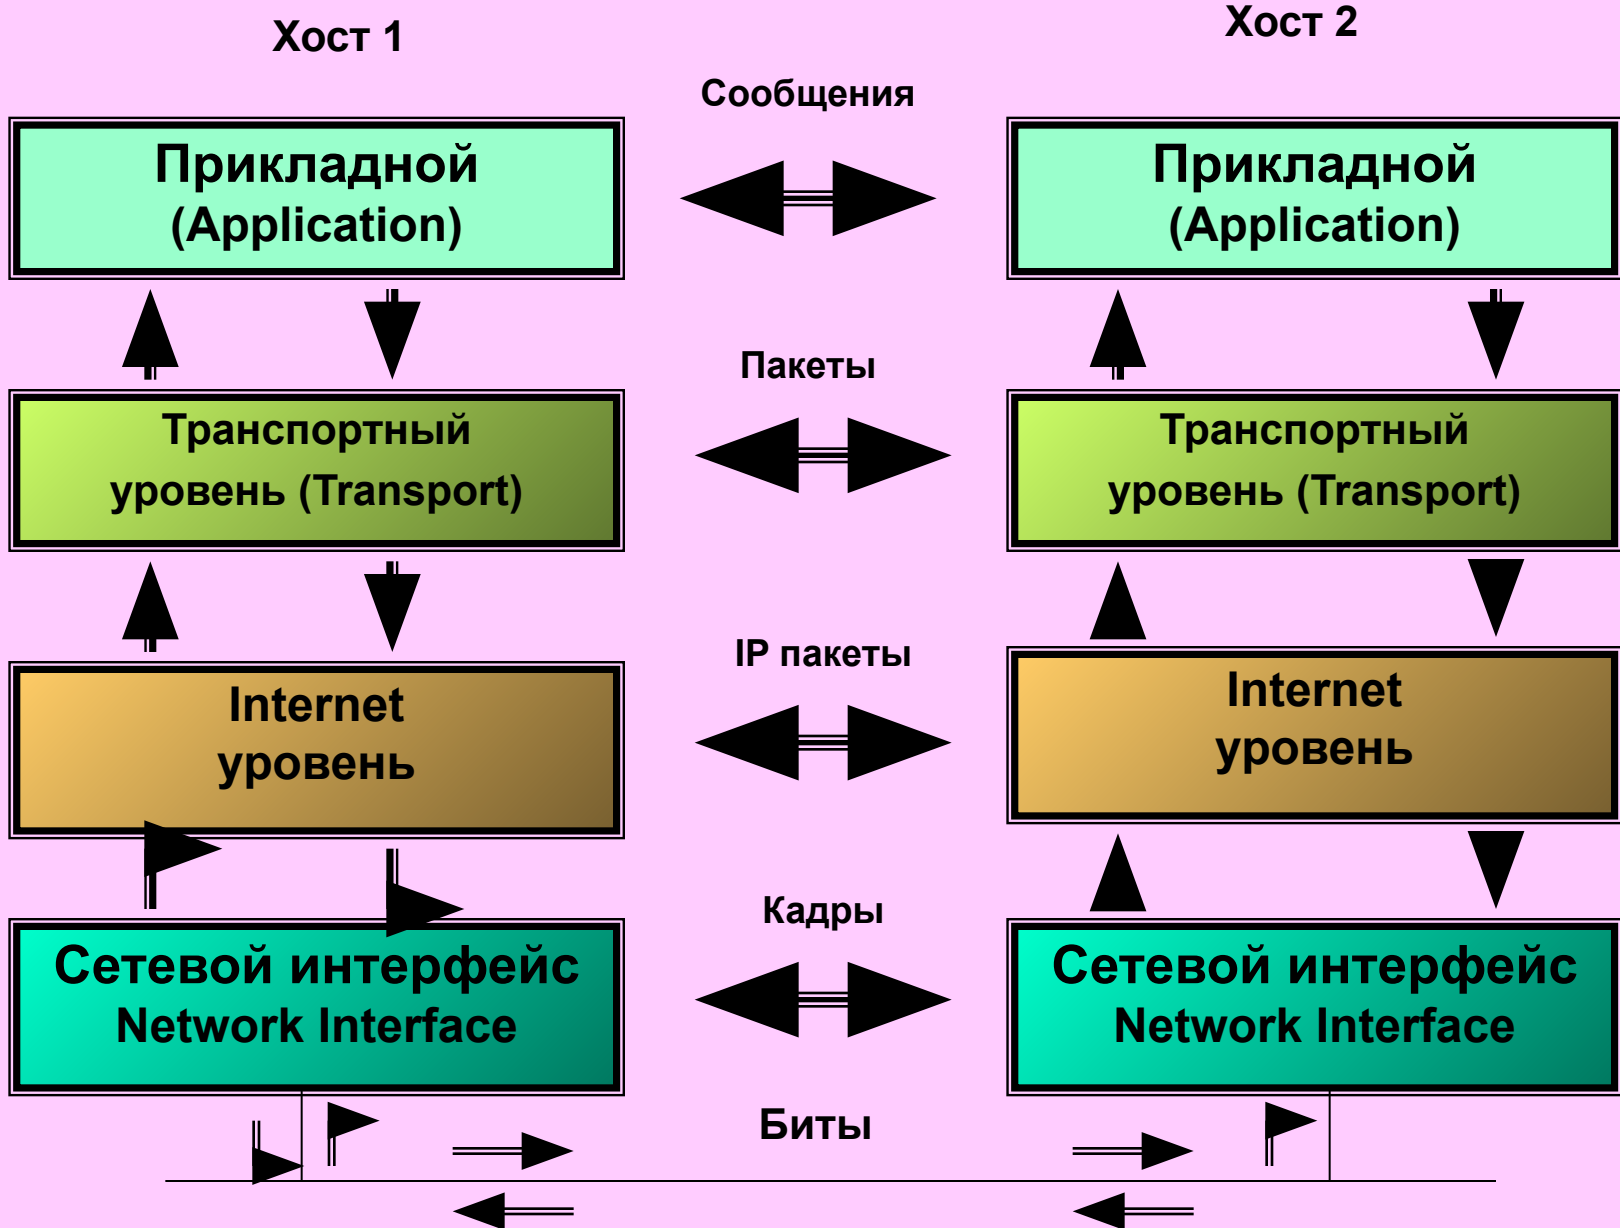 Хост 1
Хост 2
Сообщения
Прикладной
(Application)
Прикладной
(Application)
Пакеты
Транспортный
уровень (Transport)
Транспортный
уровень (Transport)
IP пакеты
Internet
уровень
Internet
уровень
Кадры
Сетевой интерфейс
Network Interface
Сетевой интерфейс
Network Interface
Биты